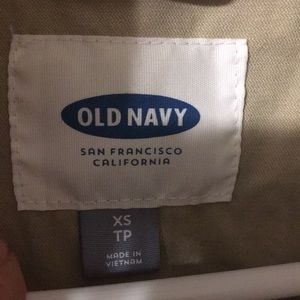 OLD NAVY
SAN FRANCISCO
CALIFORNIA
XS
TP
MADE IN
VIETNAM